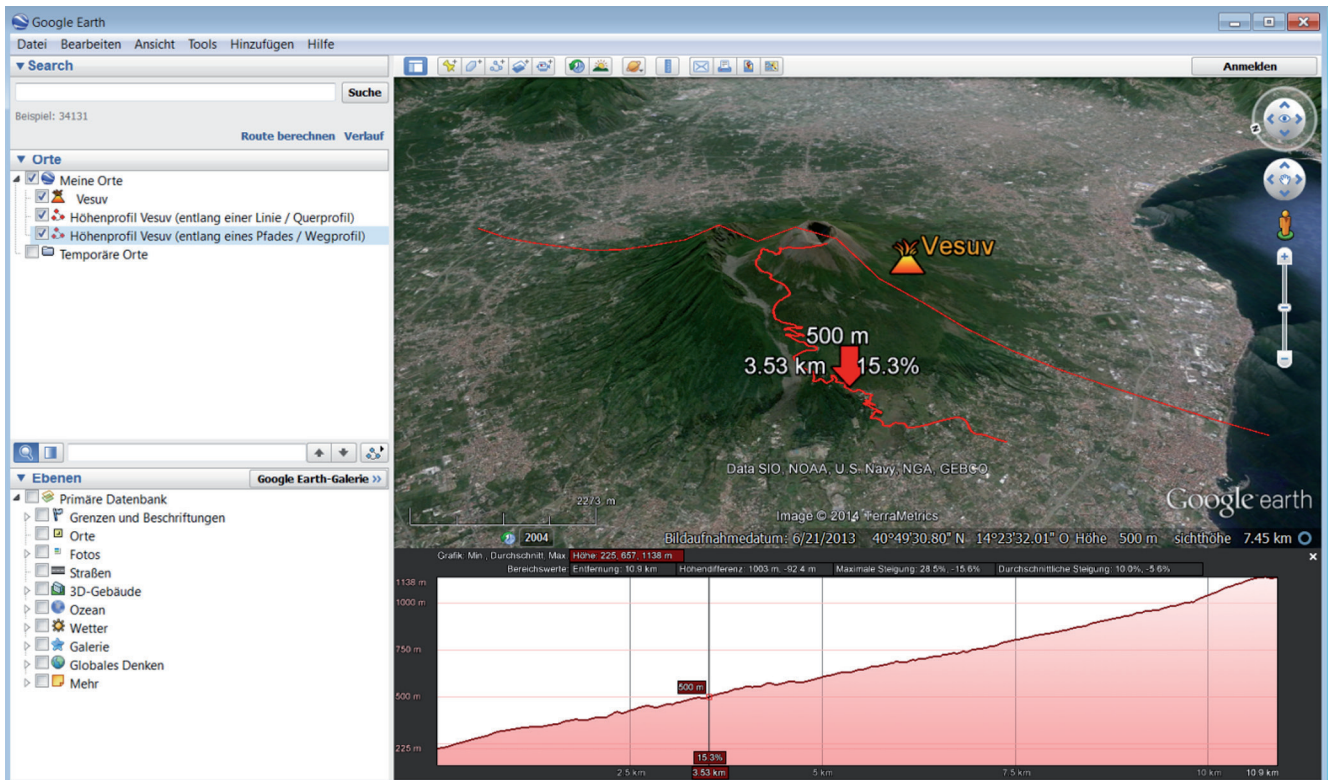 Google Earth
Datei Bearbeiten Ansicht Tools Hinzufügen Hilfe
Search
Suche
Beispiel: 34131
Route berechnen Verlauf
Orte
Meine Orte
Vesuv
Höhenprofil Vesuv (entlang einer Linie / Querprofil)
Höhenprofil Vesuv (entlang eines Pfades / Wegprofil)
Temporäre Orte
Ebenen
Google Earth-Galerie >>
Primäre Datenbank
Grenzen und Beschriftungen
Orte
Fotos
Straßen
3D-Gebäude
Ozean
Wetter
Galerie
Globales Denken
Mehr
Anmelden
N
Vesuv
500 m
3.53 km 15.3%
Data SIO, NOAA, U.S. Navy, NGA, GEBCO
2273 m
Image © 2014 TerraMetrics
Google earth
2004
Bildaufnahmedatum: 6/21/2013 40°49'30.80" N 14°23'32.01" O Höhe 500 m sichthöhe 7.45 km
Grafik: Min., Durchschnitt. Max Höhe: 225, 657, 1138 m
Bereichswerte: Entfernung: 10.9 km Höhendifferenz: 1003 m, -92.4 m Maximale Steigung: 28.5%, -15.6% Durchschnittliche Steigung: 10.0%, -5.6%
1138 m
1000 m
750 m
500 m
500 m
225 m
15.3%
2.5 km 3.53 km 5 km 7.5 km 10 km 10.9 km